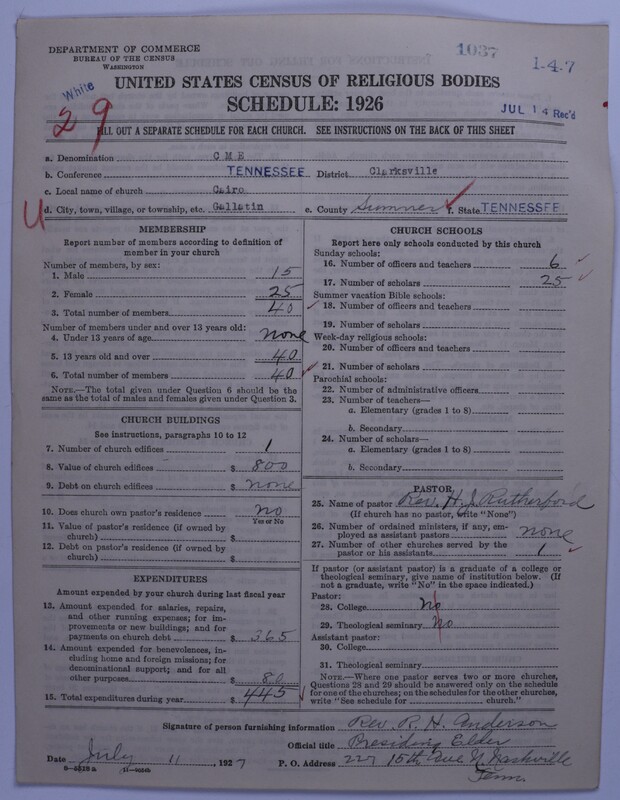 DEPARTMENT OF COMMERCE
BUREAU OF THE CENSUS
WASHINGTON
1037
1-4-7
White
29
UNITED STATES CENSUS OF RELIGIOUS BODIES
SCHEDULE: 1926
JUL 14 Rec'd
FILL OUT A SEPARATE SCHEDULE FOR EACH CHURCH. SEE INSTRUCTIONS ON THE BACK OF THIS SHEET
a. Denomination C M E
b. Conference TENNESSEE District Clarksville
c. Local name of church Cairo
U d. City, town, village, or township, etc. Gallatin e. County Sumner f. State TENNESSEE
MEMBERSHIP
Report number of members according to definition of
member in your church
Number of members, by sex:
1. Male 15
2. Female 25
3. Total number of members 40
Number of members under and over 13 years old:
4. Under 13 years of age none
5. 13 years old and over 40
6. Total number of members 40
NOTE.—The total given under Question 6 should be the
same as the total of males and females given under Question 3.
CHURCH BUILDINGS
See instructions, paragraphs 10 to 12
7. Number of church edifices 1
8. Value of church edifices $ 800
9. Debt on church edifices $ none
10. Does church own pastor's residence No
Yes or No
11. Value of pastor's residence (if owned by
church) $
12. Debt on pastor's residence (if owned by
church) $
EXPENDITURES
Amount expended by your church during last fiscal year
13. Amount expended for salaries, repairs,
and other running expenses; for im-
provements or new buildings; and for
payments on church debt $ 365
14. Amount expended for benevolences, in-
cluding home and foreign missions; for
denominational support; and for all
other purposes $ 80
15. Total expenditures during year $ 445
CHURCH SCHOOLS
Report here only schools conducted by this church
Sunday schools:
16. Number of officers and teachers 6
17. Number of scholars 25
Summer vacation Bible schools:
18. Number of officers and teachers
19. Number of scholars
Week-day religious schools:
20. Number of officers and teachers
21. Number of scholars
Parochial schools:
22. Number of administrative officers
23. Number of teachers—
a. Elementary (grades 1 to 8)
b. Secondary
24. Number of scholars—
a. Elementary (grades 1 to 8)
b. Secondary
PASTOR
25. Name of pastor Rev. H. J. Rutherford
(If church has no pastor, write "None")
26. Number of ordained ministers, if any, em-
ployed as assistant pastors none
27. Number of other churches served by the
pastor or his assistants 1
If pastor (or assistant pastor) is a graduate of a college or
theological seminary, give name of institution below. (If
not a graduate, write "No" in the space indicated.)
Pastor:
28. College No
29. Theological seminary No
Assistant pastor:
30. College
31. Theological seminary
NOTE.—Where one pastor serves two or more churches,
Questions 28 and 29 should be answered only on the schedule
for one of the churches; on the schedules for the other churches,
write "See schedule for church."
Signature of person furnishing information Rev. R. H. Anderson
Official title Presiding Elder
Date July 11, 1927 P. O. Address 227 15th Ave N. Nashville
Tenn.